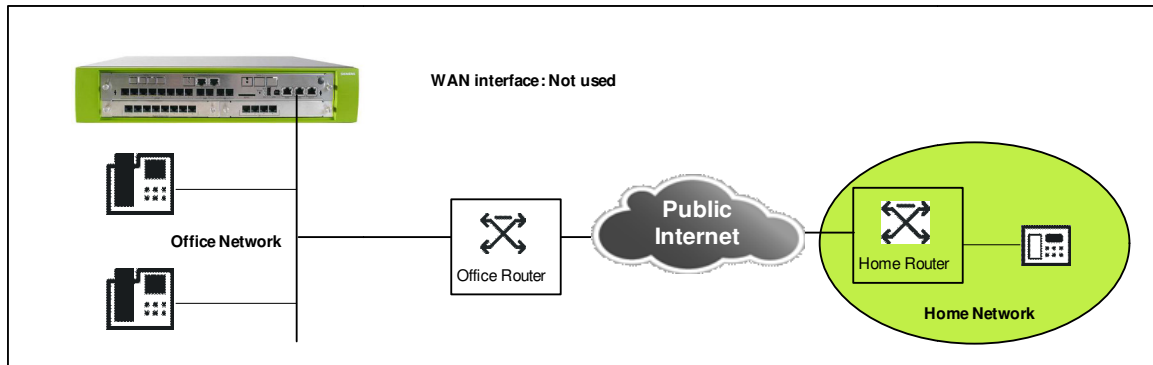 WAN interface: Not used
Public
Internet
Office Network
Office Router
Home Router
Home Network